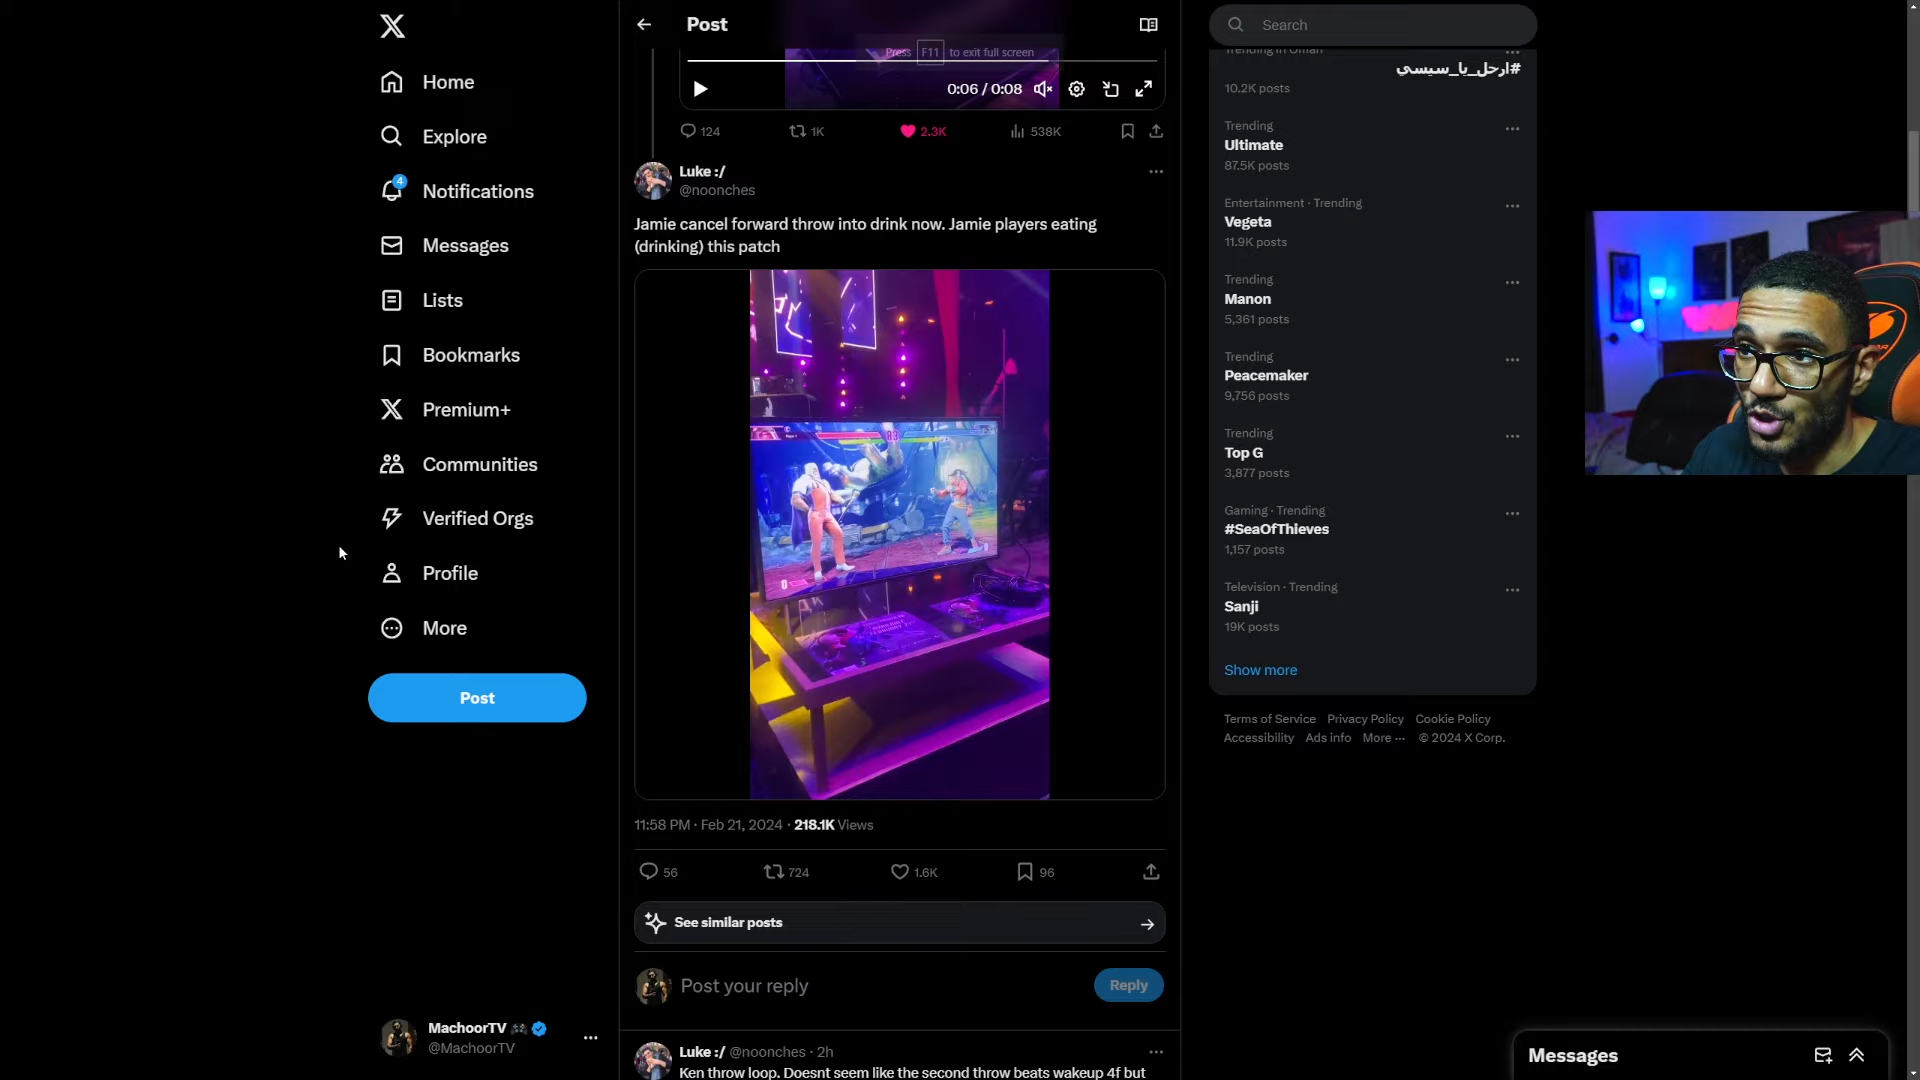 Home
Explore
4
Notifications
Messages
Lists
Bookmarks
Premium+
Communities
Verified Orgs
Profile
More
Post
MachoorTV
@MachoorTV
Post
Press F11 to exit full screen
0:06 / 0:08
124
1K
2.3K
538K
Luke :/
@noonches
Jamie cancel forward throw into drink now. Jamie players eating
(drinking) this patch
83
11:58 PM · Feb 21, 2024 · 218.1K Views
56
724
1.6K
96
See similar posts
Post your reply
Reply
Luke :/ @noonches · 2h
Ken throw loop. Doesnt seem like the second throw beats wakeup 4f but
Search
Trending in Oman
#ارحل_يا_سيسي
10.2K posts
Trending
Ultimate
87.5K posts
Entertainment · Trending
Vegeta
11.9K posts
Trending
Manon
5,361 posts
Trending
Peacemaker
9,756 posts
Trending
Top G
3,877 posts
Gaming · Trending
#SeaOfThieves
1,157 posts
Television · Trending
Sanji
19K posts
Show more
Terms of Service Privacy Policy Cookie Policy
Accessibility Ads info More ··· © 2024 X Corp.
Messages